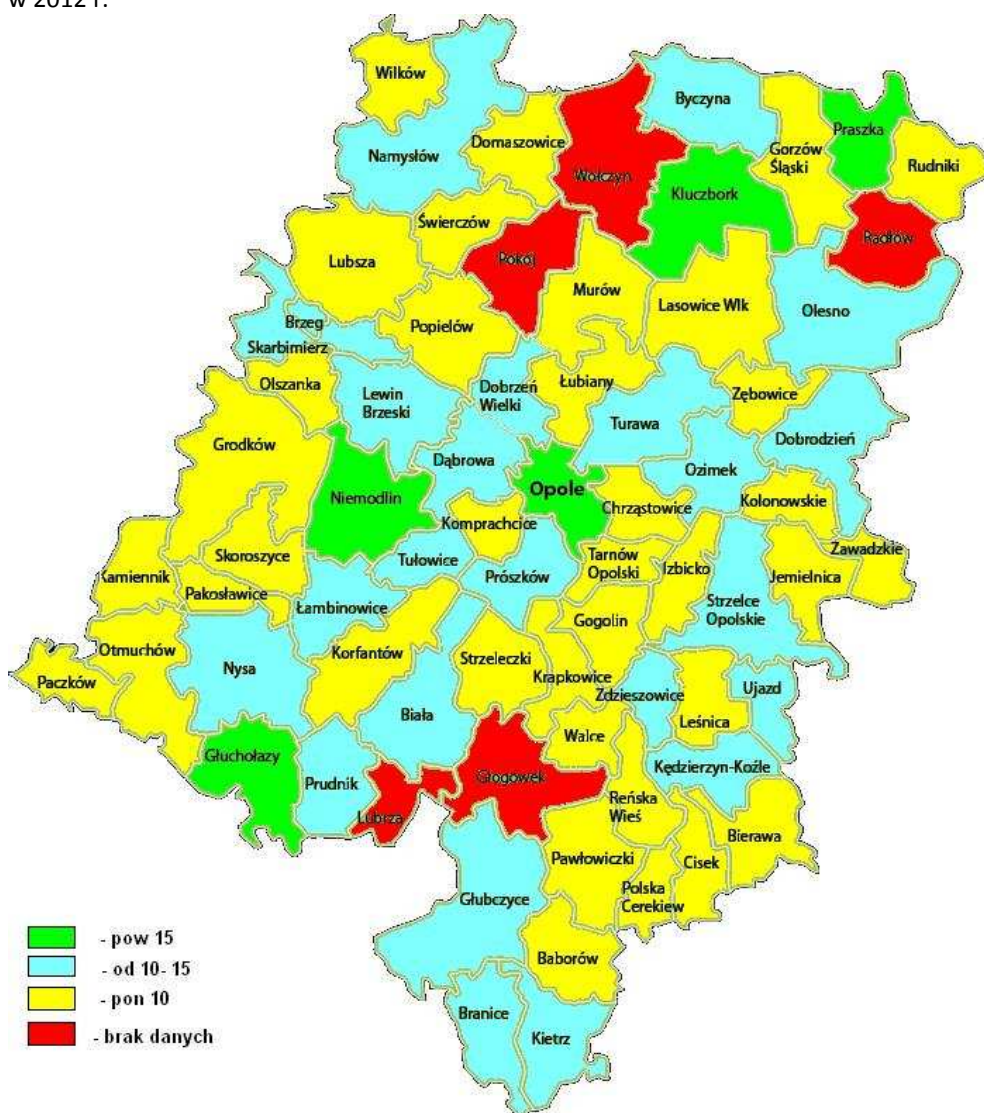 w 2012 r.
Wilków
Byczyna
Praszka
Domaszowice
Gorzów
Śląski
Namysłów
Rudniki
Wołczyn
Kluczbork
Świerczów
Radłów
Lubsza
Pokój
Murów
Lasowice Wlk
Olesno
Brzeg
Popielów
Skarbimierz
Olszanka
Lewin
Brzeski
Dobrzeń
Wielki
Łubiany
Zębowice
Turawa
Grodków
Dobrodzień
Dąbrowa
Ozimek
Niemodlin
Opole
Kolonowskie
Chrząstowice
Komprachcice
Skoroszyce
Tułowice
Tarnów
Opolski
Zawadzkie
Kamiennik
Prószków
Izbicko
Jemielnica
Pakosławice
Łambinowice
Strzelce
Opolskie
Gogolin
Otmuchów
Korfantów
Strzeleczki
Nysa
Paczków
Krapkowice
Zdzieszowice
Ujazd
Biała
Leśnica
Walce
Głuchołazy
Głogówek
Kędzierzyn-Koźle
Prudnik
Reńska
Wieś
Lubrza
Bierawa
Pawłowiczki
Cisek
Polska
Cerekiew
Głubczyce
Baborów
Branice
Kietrz
- pow 15
- od 10- 15
- pon 10
- brak danych